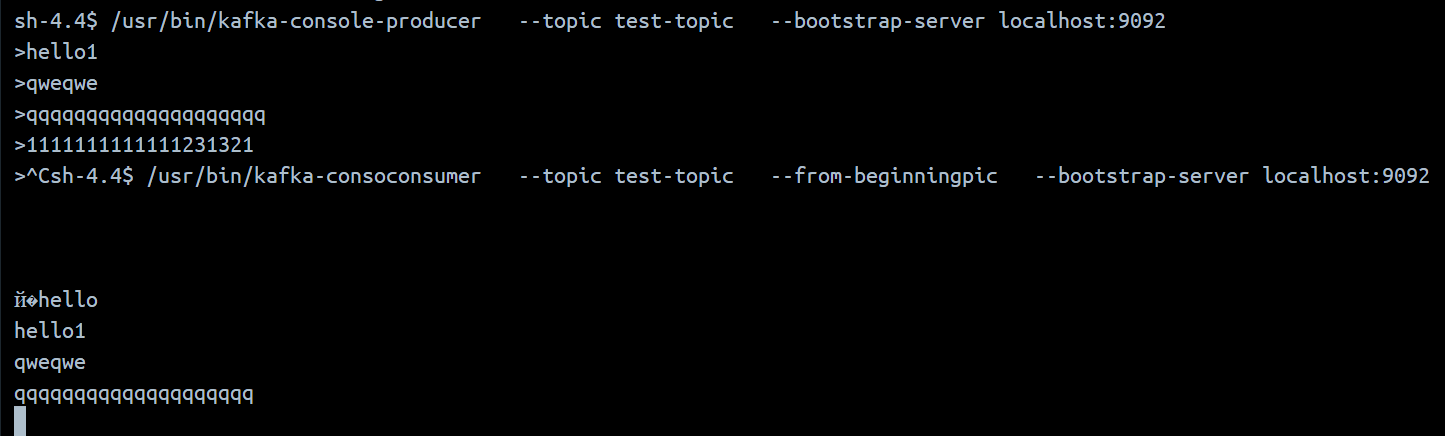 sh-4.4$ /usr/bin/kafka-console-producer   --topic test-topic   --bootstrap-server localhost:9092
>hello1
>qweqwe
>qqqqqqqqqqqqqqqqqqqq
>1111111111111231321
>^Csh-4.4$ /usr/bin/kafka-consoconsumer   --topic test-topic   --from-beginningpic   --bootstrap-server localhost:9092
Й�hello
hello1
qweqwe
qqqqqqqqqqqqqqqqqqqq